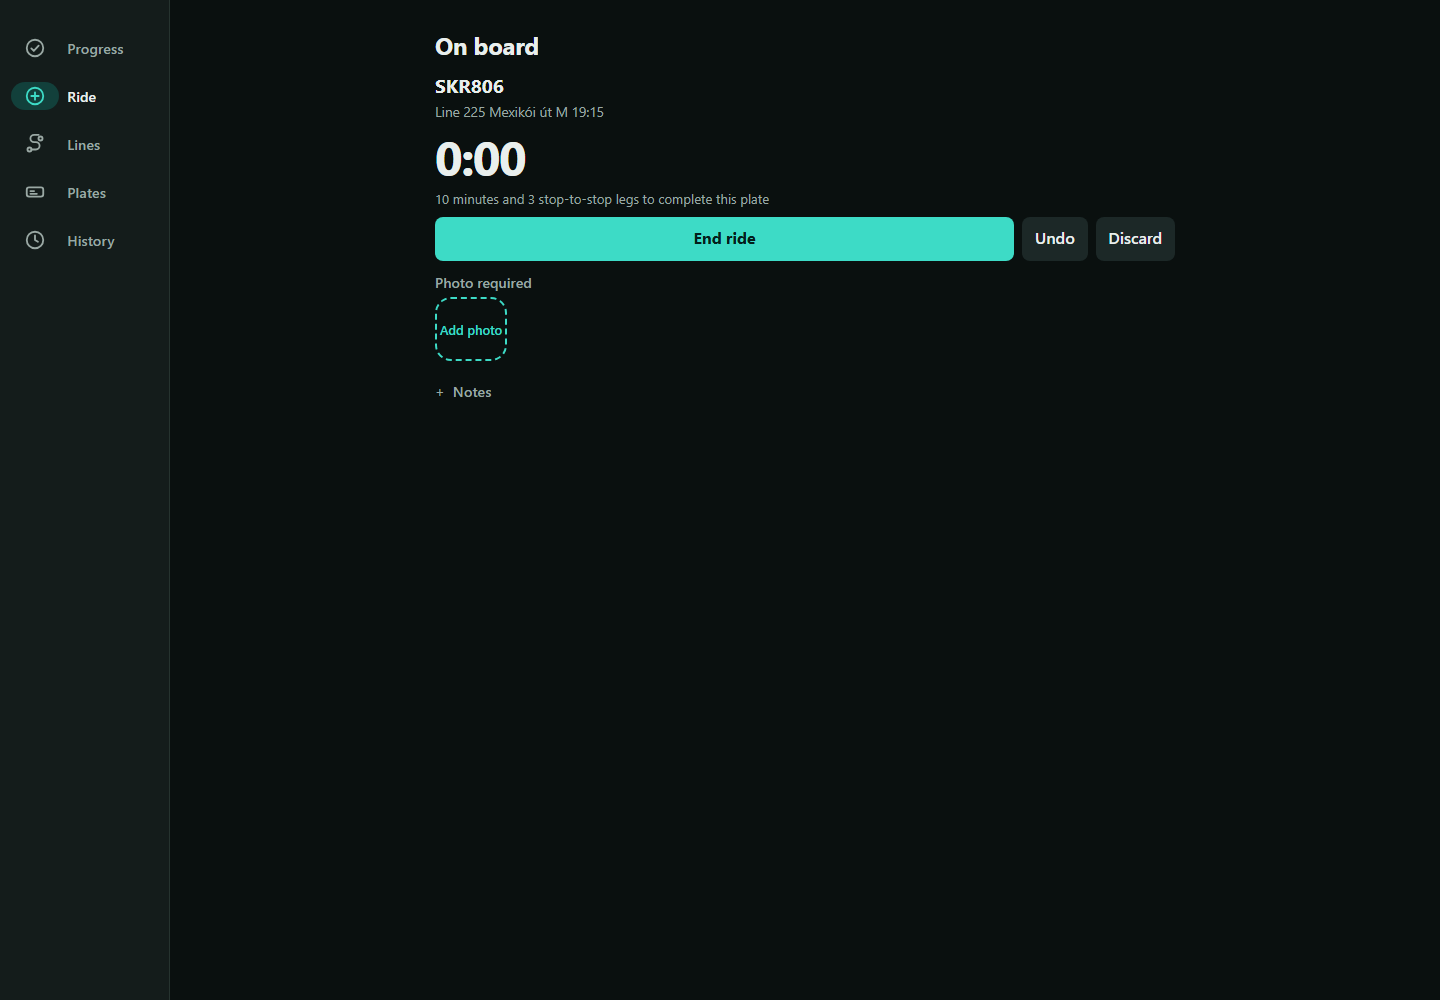 Progress
Ride
Lines
Plates
History
On board
SKR806
Line 225 Mexikói út M 19:15
0:00
10 minutes and 3 stop-to-stop legs to complete this plate
End ride
Undo
Discard
Photo required
Add photo
+ Notes